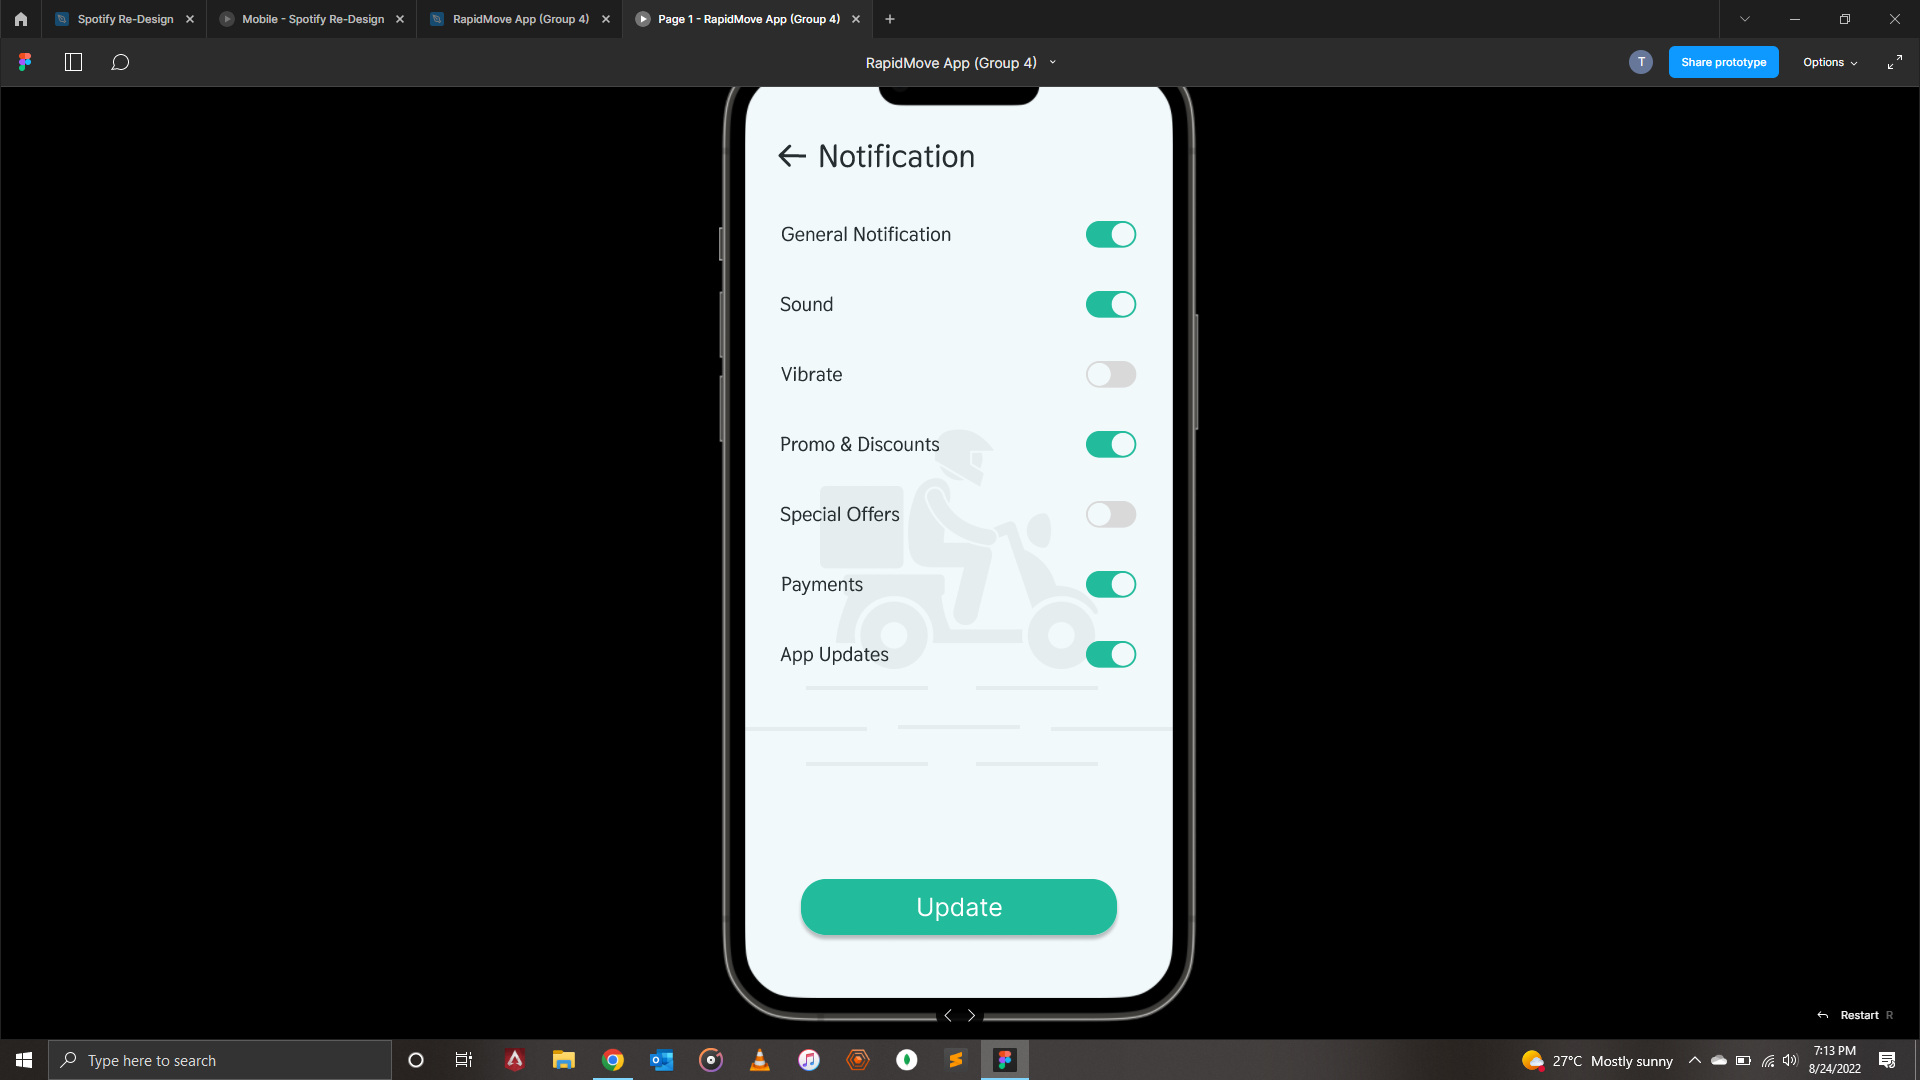 Spotify Re-Design
Mobile - Spotify Re-Design
RapidMove App (Group 4)
Page 1 - RapidMove App (Group 4)
RapidMove App (Group 4)
T
Share prototype
Options
Notification
General Notification
Sound
Vibrate
Promo & Discounts
Special Offers
Payments
App Updates
Update
Restart R
Type here to search
27°C Mostly sunny
7:13 PM
8/24/2022